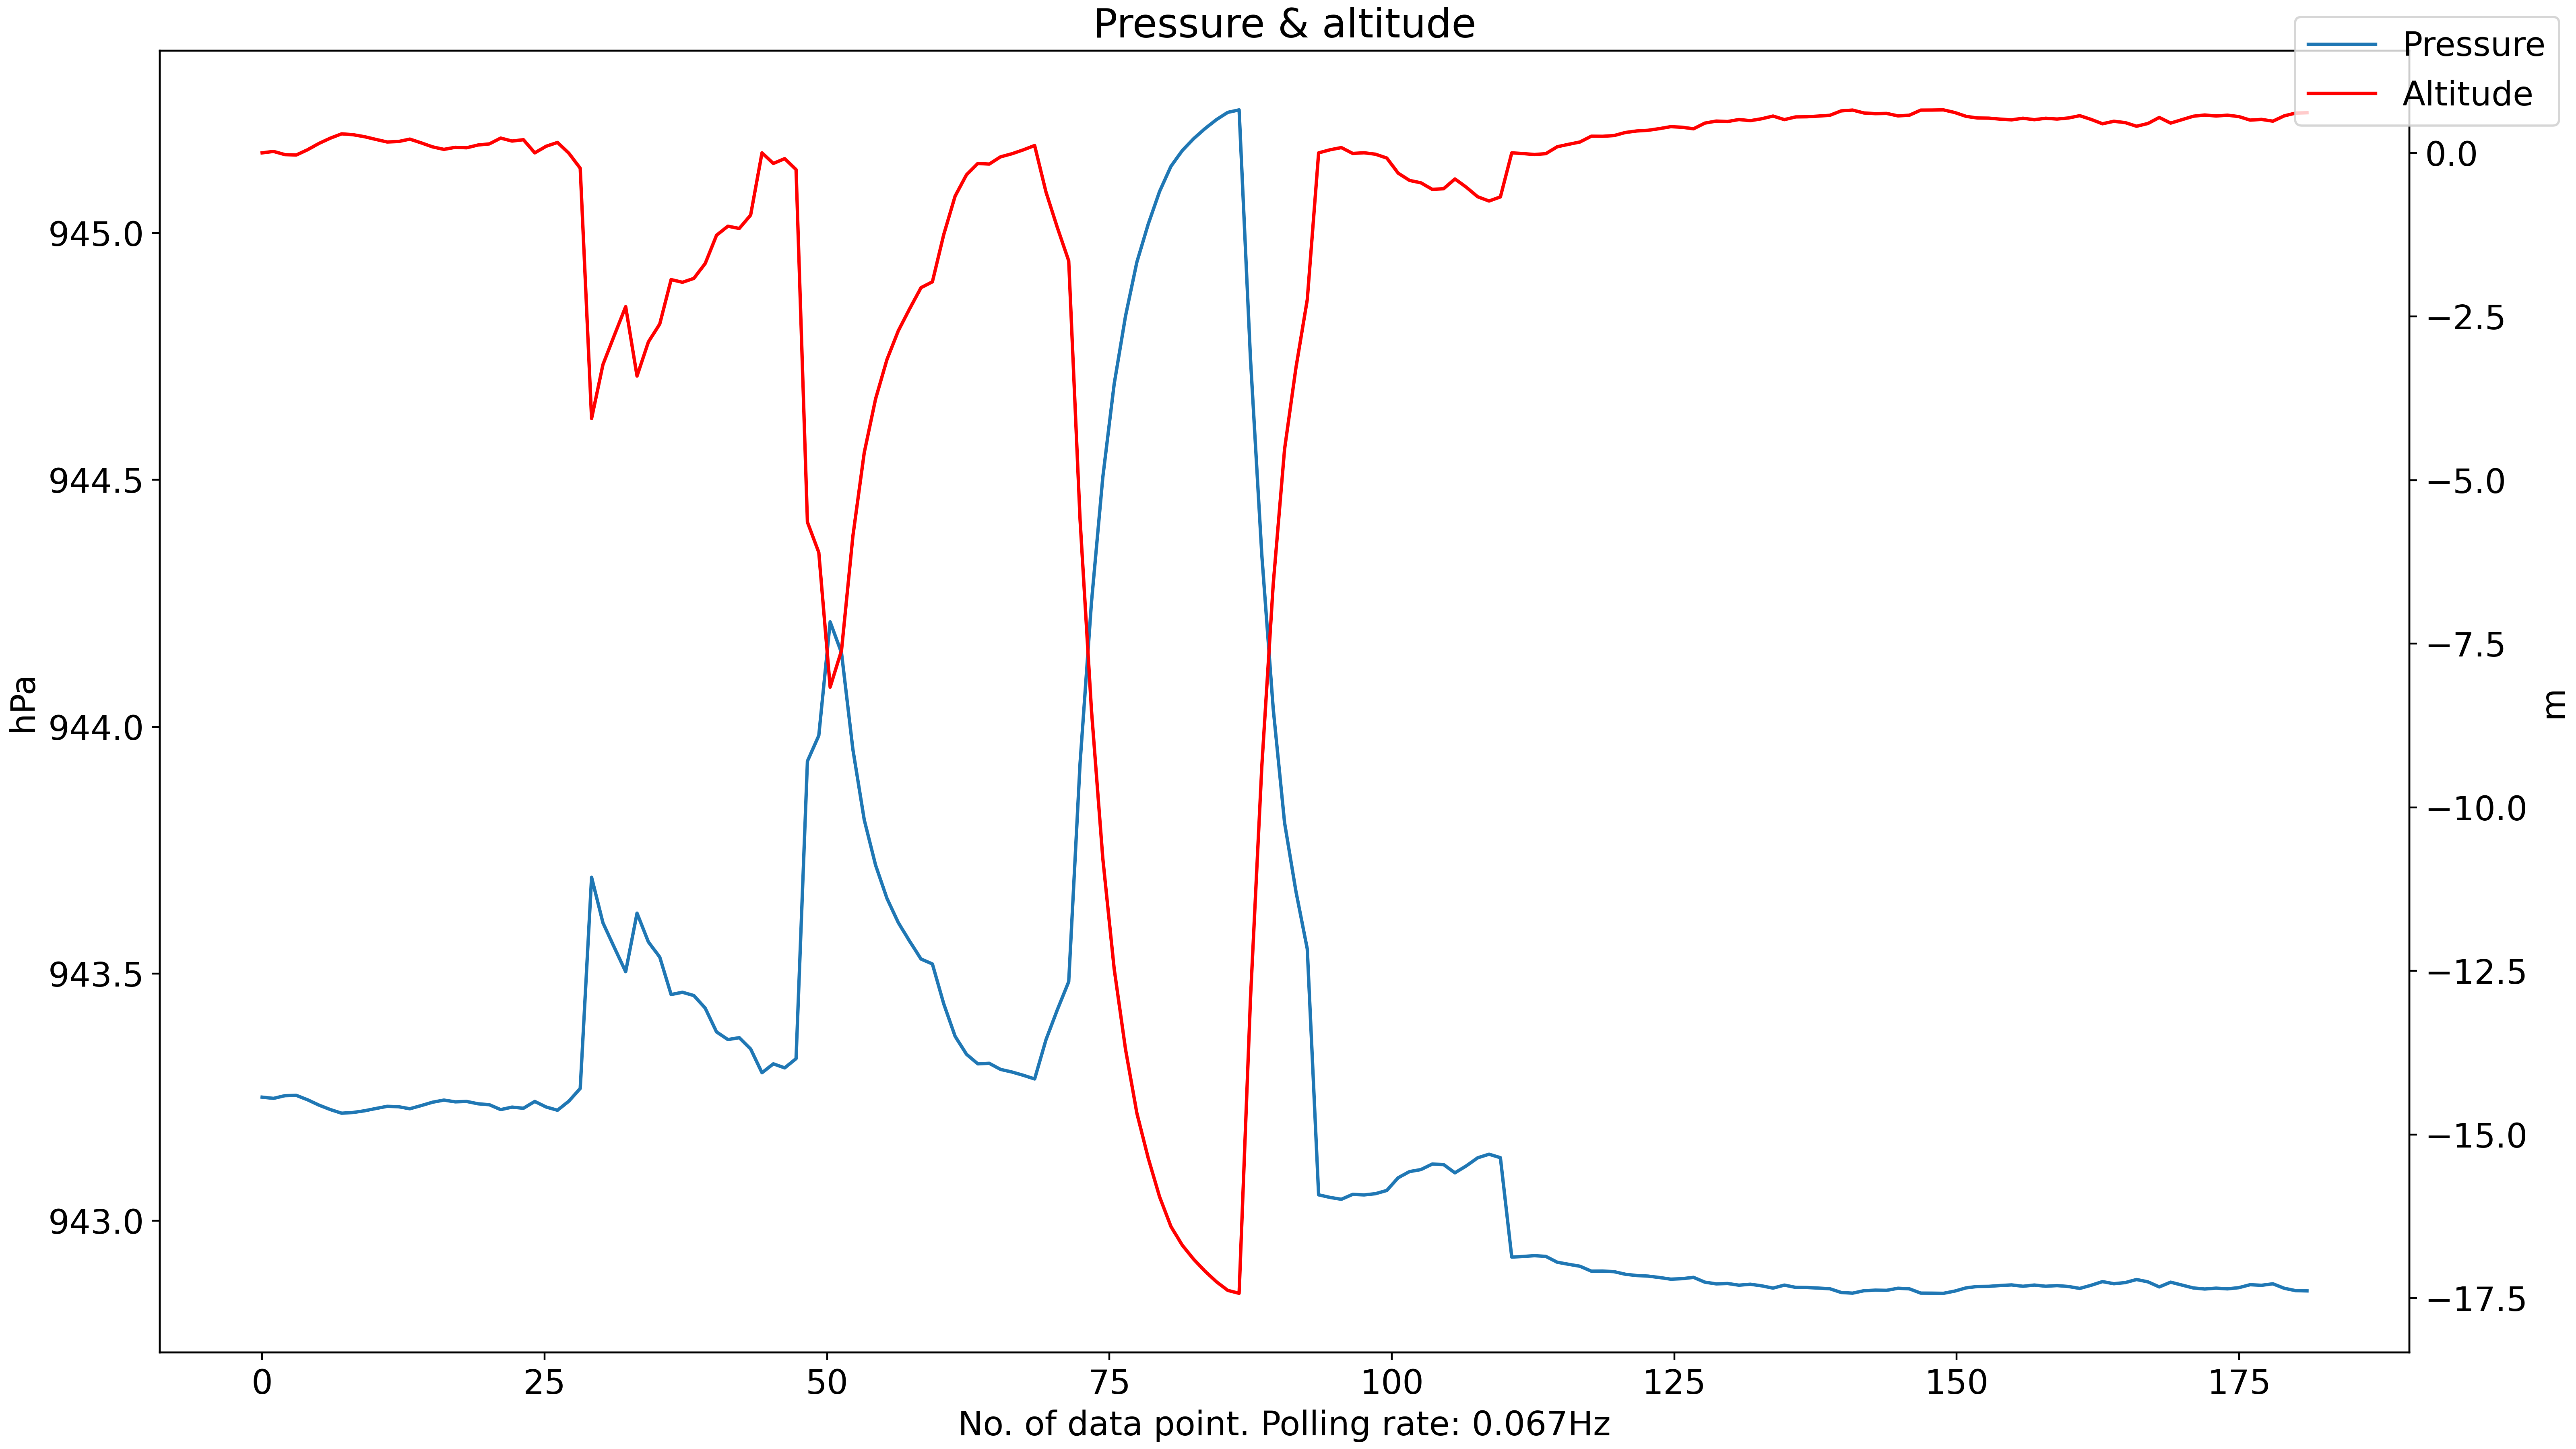 Pressure & altitude
Pressure
Altitude
hPa
945.0
944.5
944.0
943.5
943.0
0.0
−2.5
−5.0
−7.5
−10.0
−12.5
−15.0
−17.5
m
0 25 50 75 100 125 150 175
No. of data point. Polling rate: 0.067Hz